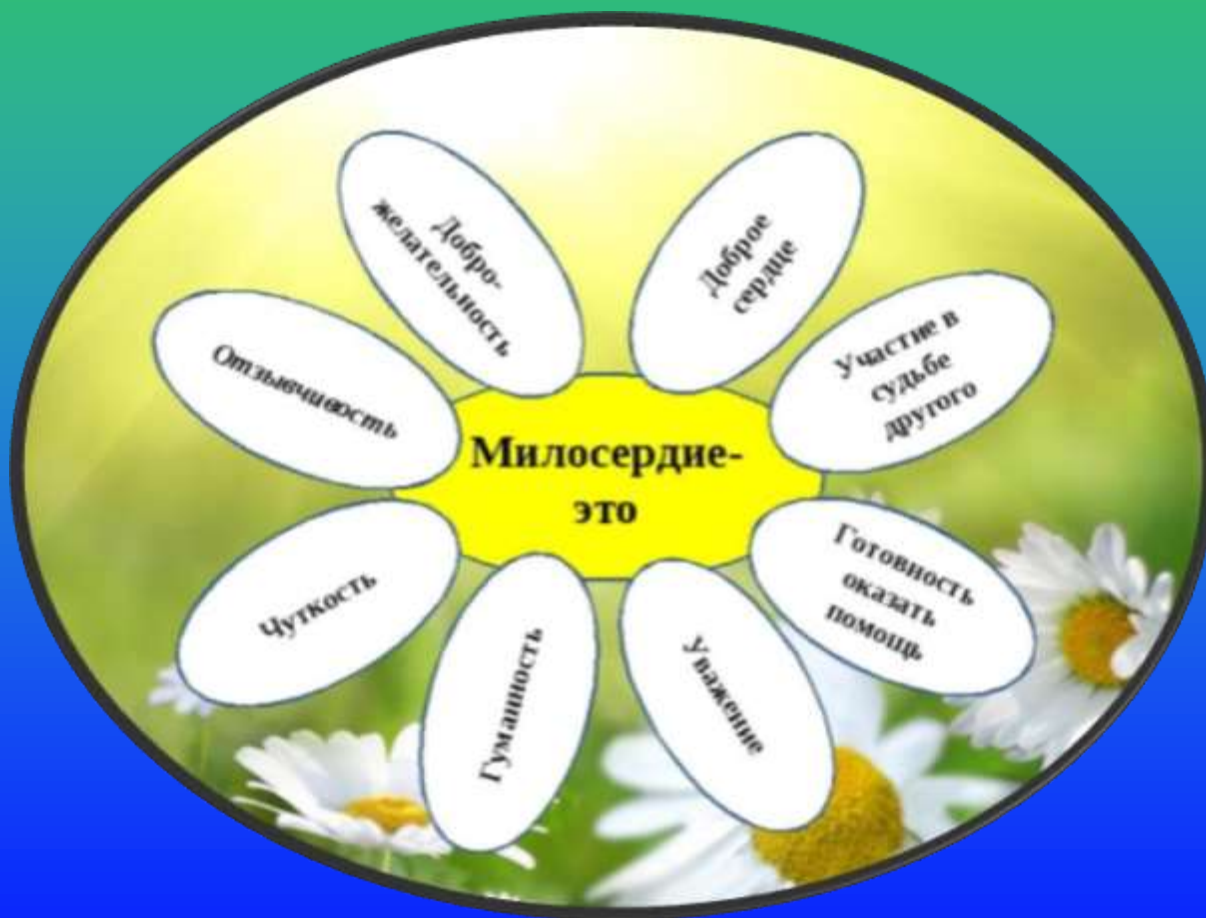 Добро-
желательность
Доброе
сердце
Отзывчивость
Участие в
судьбе
другого
Милосердие-
это
Чуткость
Готовность
оказать
помощь
Гуманность
Уважение